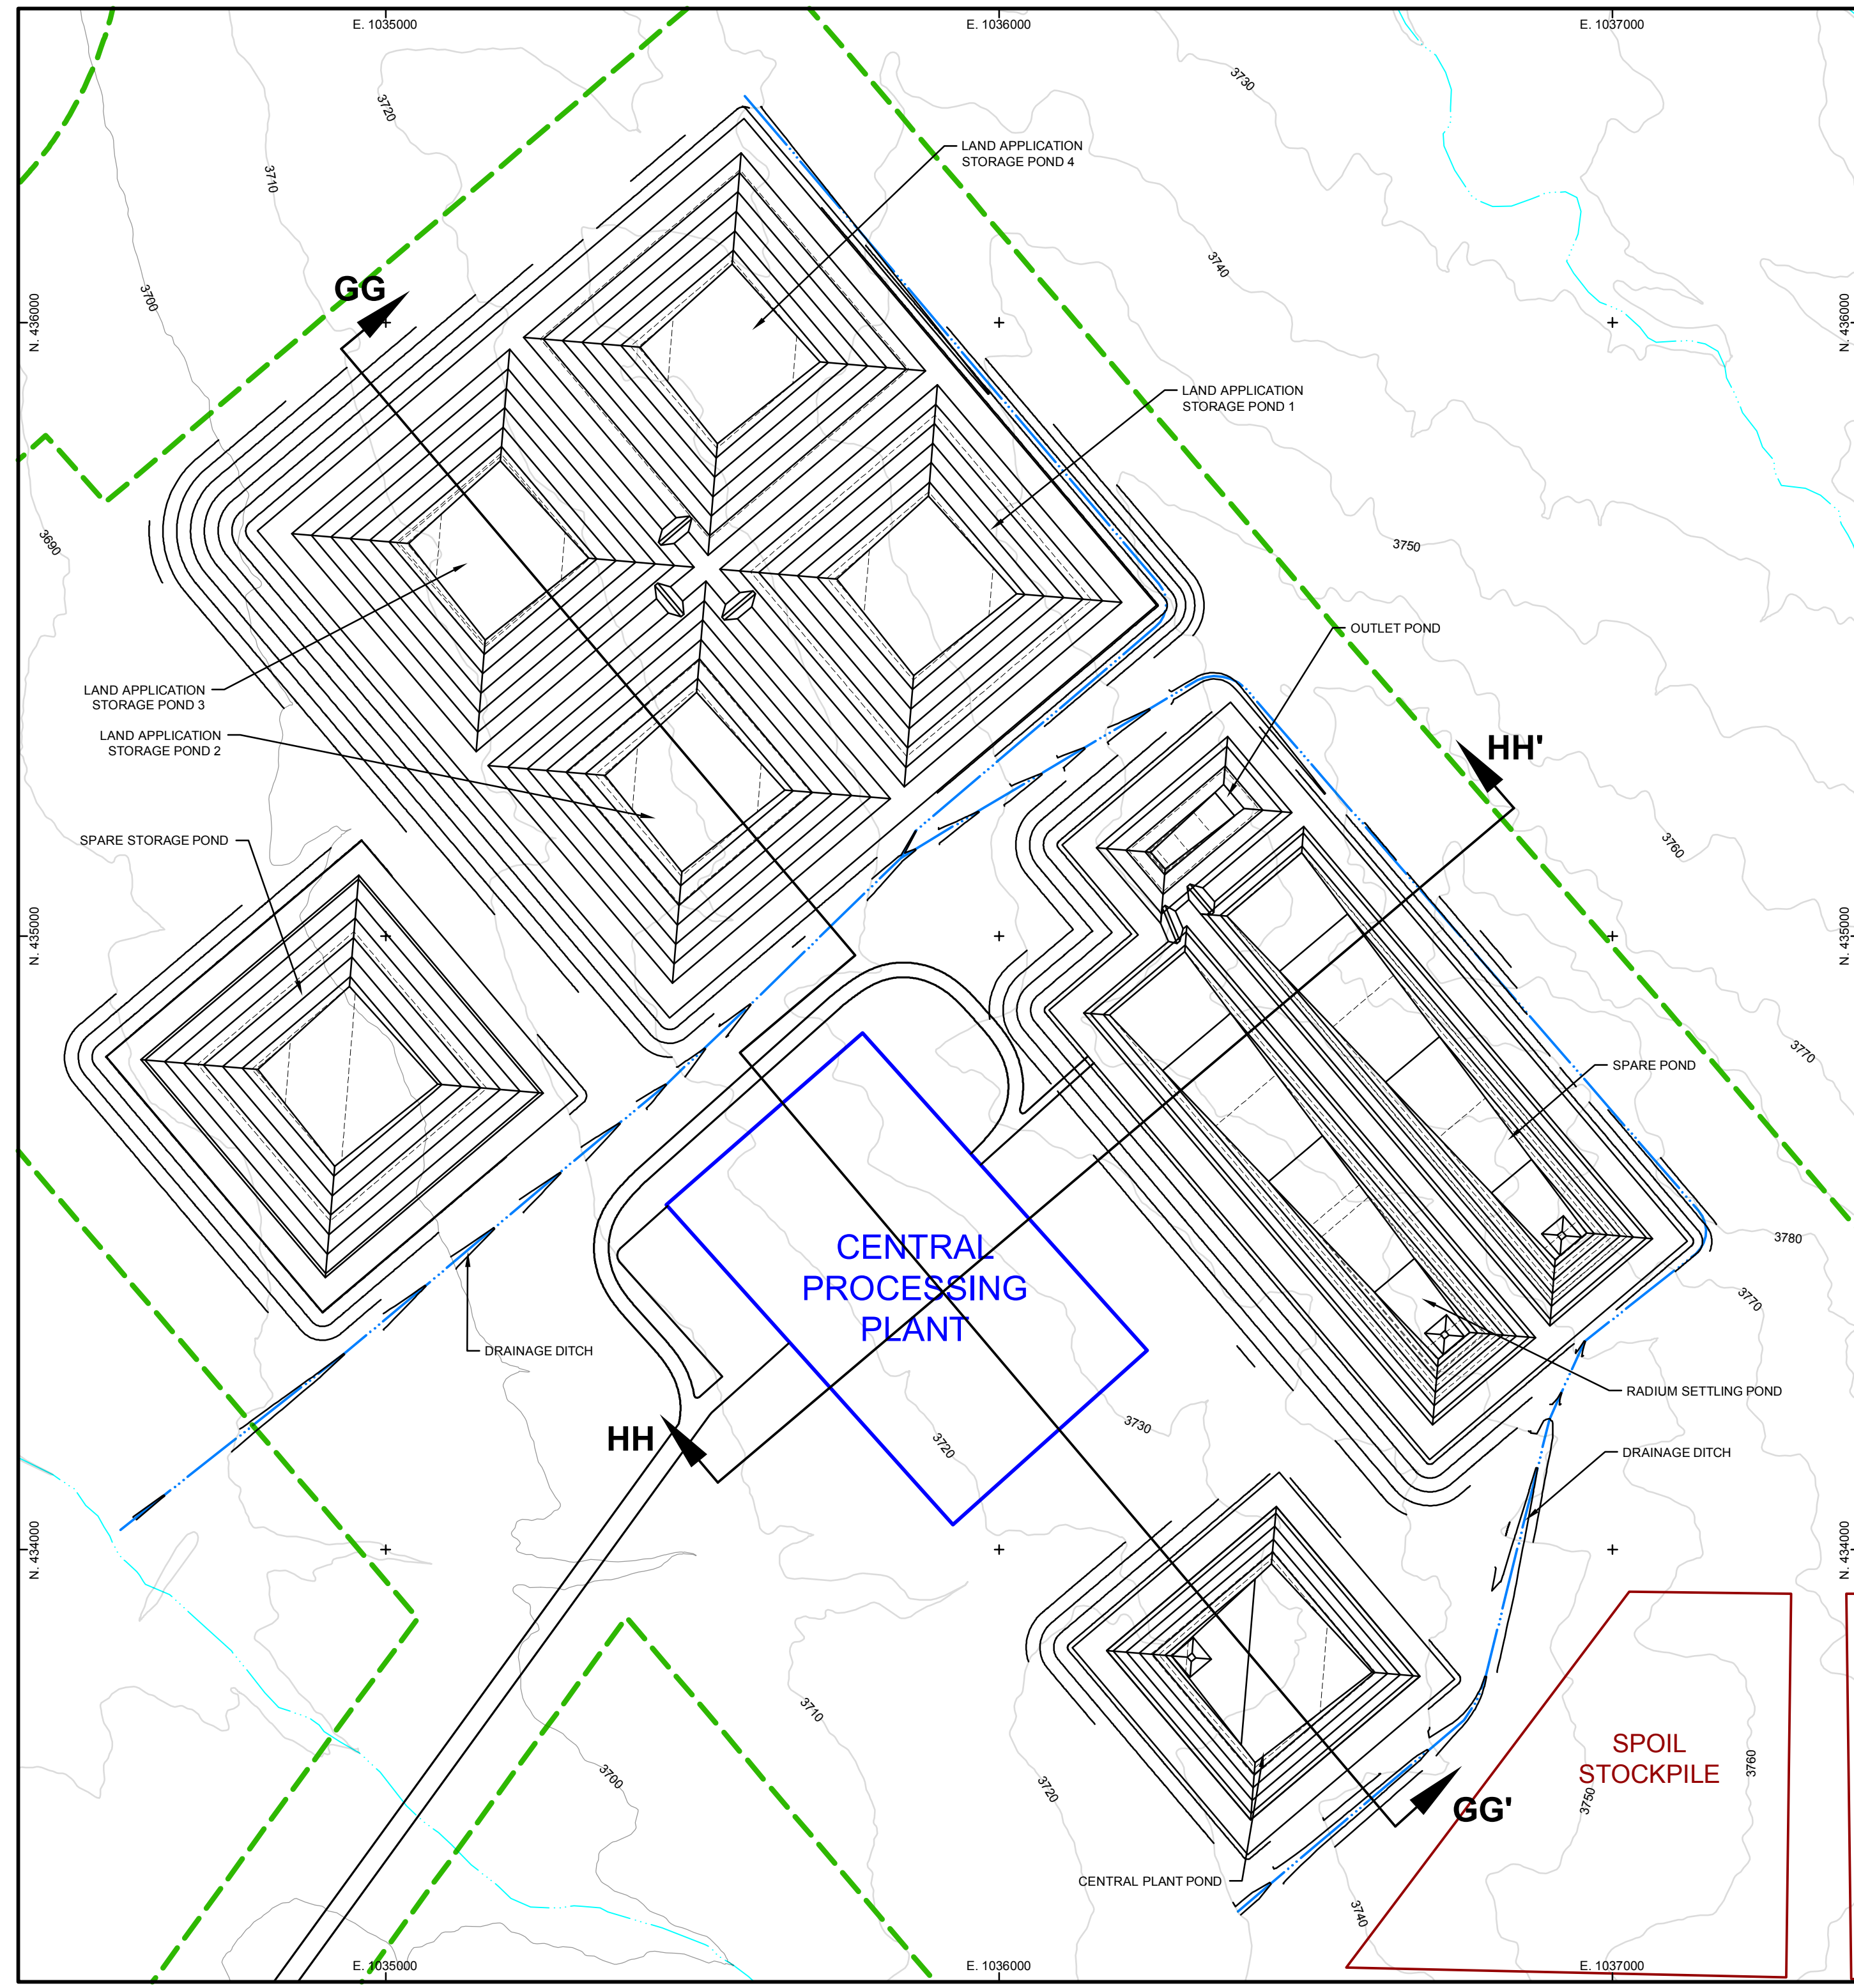 E. 1035000
E. 1036000
E. 1037000
3730
3720
LAND APPLICATION
STORAGE POND 4
3710
3740
GG
3700
N. 436000
N. 436000
LAND APPLICATION
STORAGE POND 1
3690
3750
OUTLET POND
LAND APPLICATION
STORAGE POND 3
LAND APPLICATION
STORAGE POND 2
HH'
SPARE STORAGE POND
3760
N. 435000
N. 435000
3770
SPARE POND
3780
CENTRAL
PROCESSING
PLANT
3770
DRAINAGE DITCH
RADIUM SETTLING POND
3730
HH
3720
DRAINAGE DITCH
N. 434000
N. 434000
3710
SPOIL
STOCKPILE
3760
3700
3720
3750
GG'
CENTRAL PLANT POND
3740
E. 1035000
E. 1036000
E. 1037000